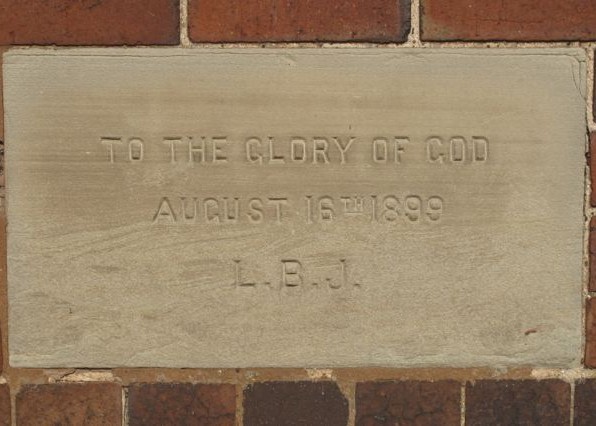 TO THE GLORY OF GOD
AUGUST 16TH 1899
L.B.J.